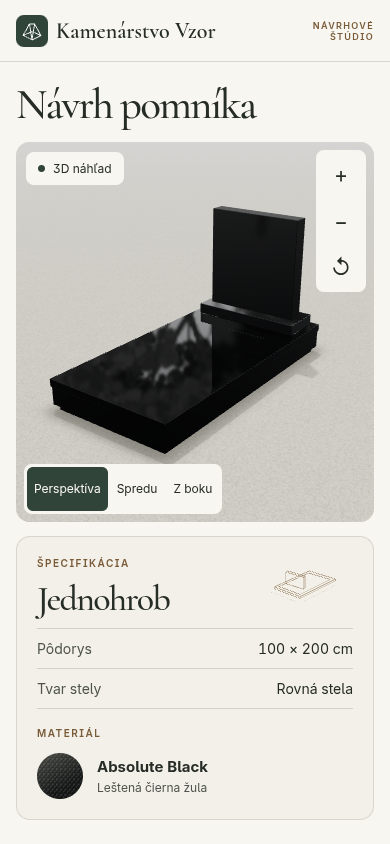 Kamenárstvo Vzor
NÁVRHOVÉ
ŠTÚDIO
Návrh pomníka
3D náhľad
+
−
Perspektíva Spredu Z boku
ŠPECIFIKÁCIA
Jednohrob
Pôdorys 100 × 200 cm
Tvar stely Rovná stela
MATERIÁL
Absolute Black
Leštená čierna žula